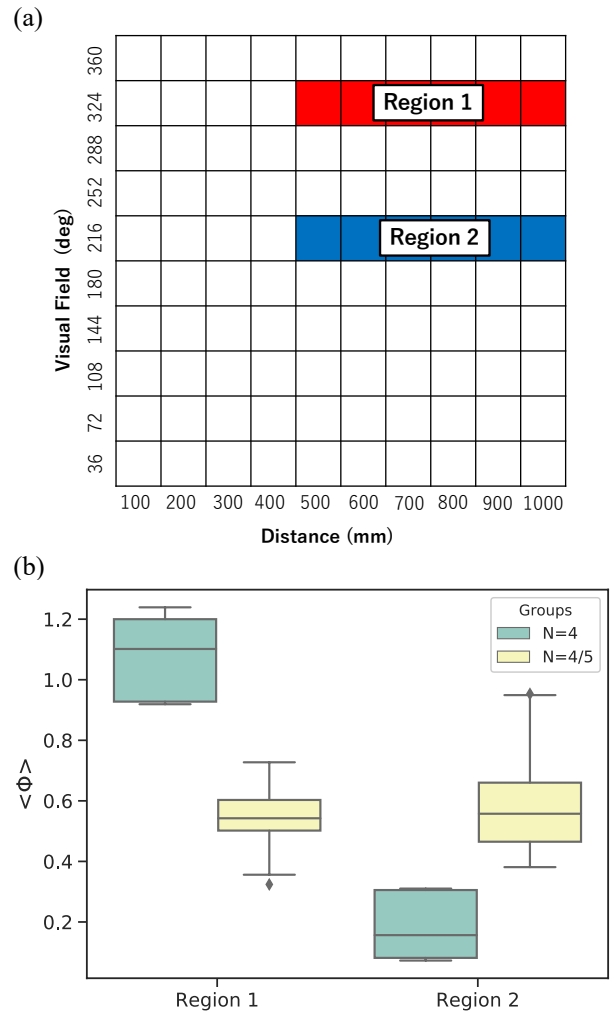 (a)
Visual Field (deg)
360
324
288
252
216
180
144
108
72
36
Region 1
Region 2
100 200 300 400 500 600 700 800 900 1000
Distance (mm)
(b)
<Φ>
1.2
1.0
0.8
0.6
0.4
0.2
Groups
N=4
N=4/5
Region 1 Region 2